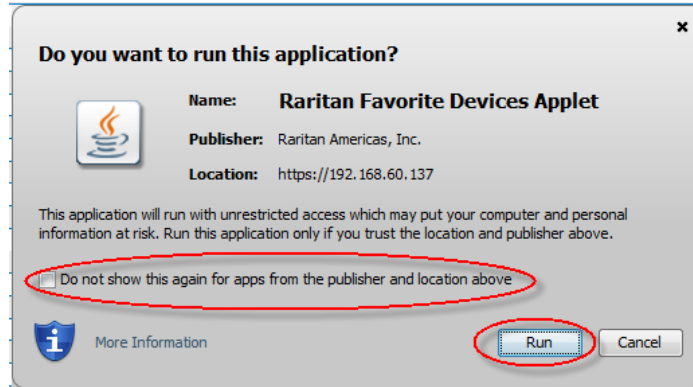 Do you want to run this application?
Name: Raritan Favorite Devices Applet
Publisher: Raritan Americas, Inc.
Location: https://192.168.60.137
This application will run with unrestricted access which may put your computer and personal
information at risk. Run this application only if you trust the location and publisher above.
Do not show this again for apps from the publisher and location above
More Information
Run Cancel